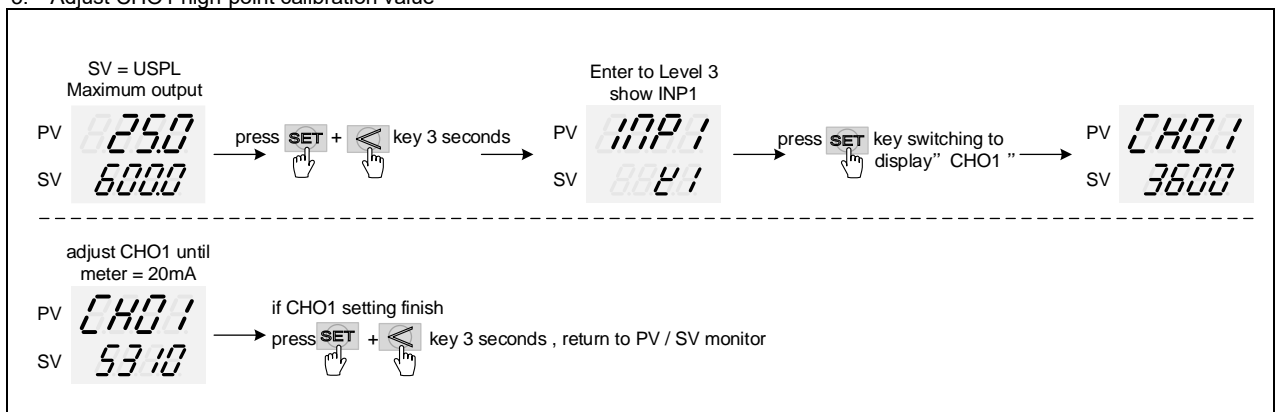 Adjust CHO1 high-point calibration value
SV = USPL
Maximum output
PV 25.0
SV 600.0
press SET + < key 3 seconds
Enter to Level 3
show INP1
PV INP1
SV K1
press SET key switching to
display” CHO1 ”
PV CHO1
SV 3600
adjust CHO1 until
meter = 20mA
PV CHO1
SV 5310
if CHO1 setting finish
press SET + < key 3 seconds , return to PV / SV monitor